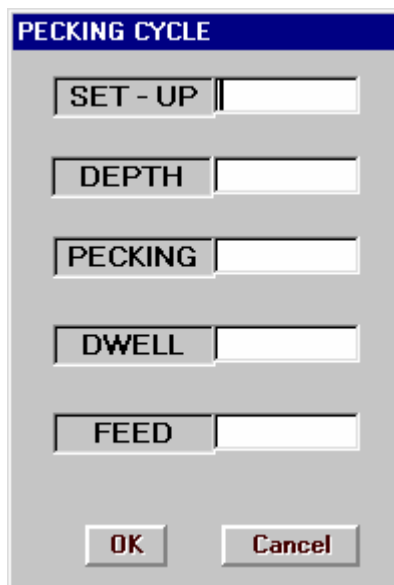 PECKING CYCLE
SET - UP
DEPTH
PECKING
DWELL
FEED
OK Cancel